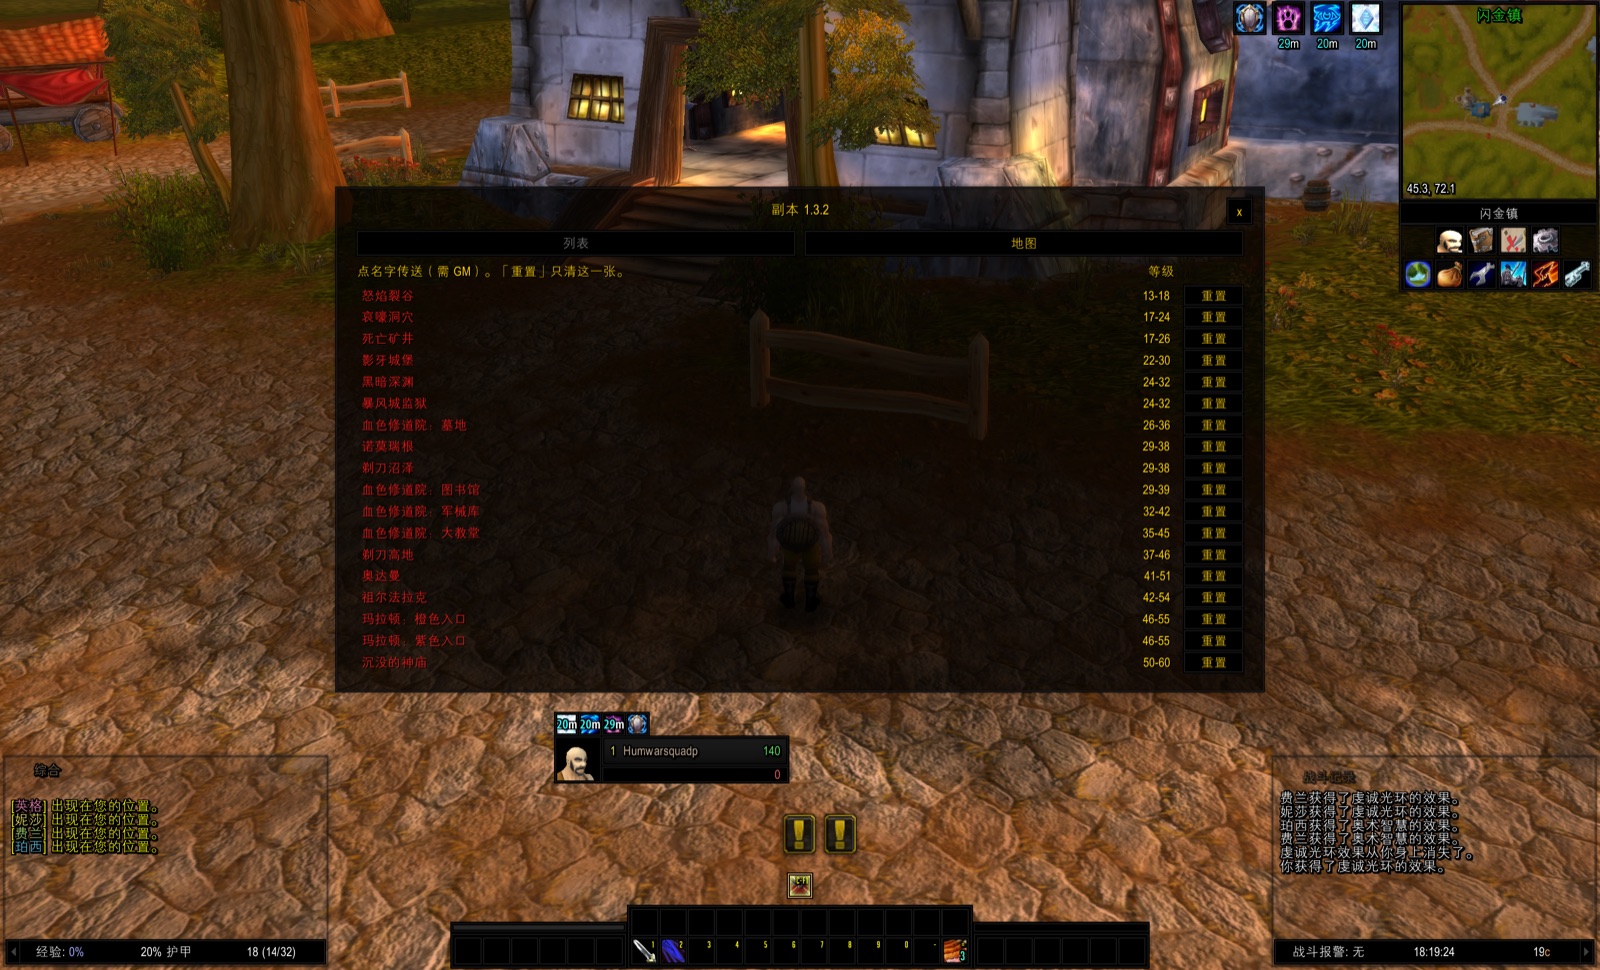 闪金镇
29m 20m 20m
45.3, 72.1
闪金镇
副本 1.3.2
x
列表 地图
点名字传送（需 GM）。「重置」只清这一张。 等级
怒焰裂谷 13-18 重置
哀嚎洞穴 17-24 重置
死亡矿井 17-26 重置
影牙城堡 22-30 重置
黑暗深渊 24-32 重置
暴风城监狱 24-32 重置
血色修道院：墓地 26-36 重置
诺莫瑞根 29-38 重置
剃刀沼泽 29-38 重置
血色修道院：图书馆 29-39 重置
血色修道院：军械库 32-42 重置
血色修道院：大教堂 35-45 重置
剃刀高地 37-46 重置
奥达曼 41-51 重置
祖尔法拉克 42-54 重置
玛拉顿：橙色入口 46-55 重置
玛拉顿：紫色入口 46-55 重置
沉没的神庙 50-60 重置
20m 20m 29m
1 Humwarsquadp 140
0
综合
[英格] 出现在您的位置。
[妮莎] 出现在您的位置。
[费兰] 出现在您的位置。
[珀西] 出现在您的位置。
战斗记录
费兰获得了虔诚光环的效果。
妮莎获得了虔诚光环的效果。
珀西获得了奥术智慧的效果。
费兰获得了奥术智慧的效果。
虔诚光环效果从你身上消失了。
你获得了虔诚光环的效果。
1 2 3 4 5 6 7 8 9 0 - =
3
经验: 0% 20% 护甲 18 (14/32)
战斗报警: 无 18:19:24 19c